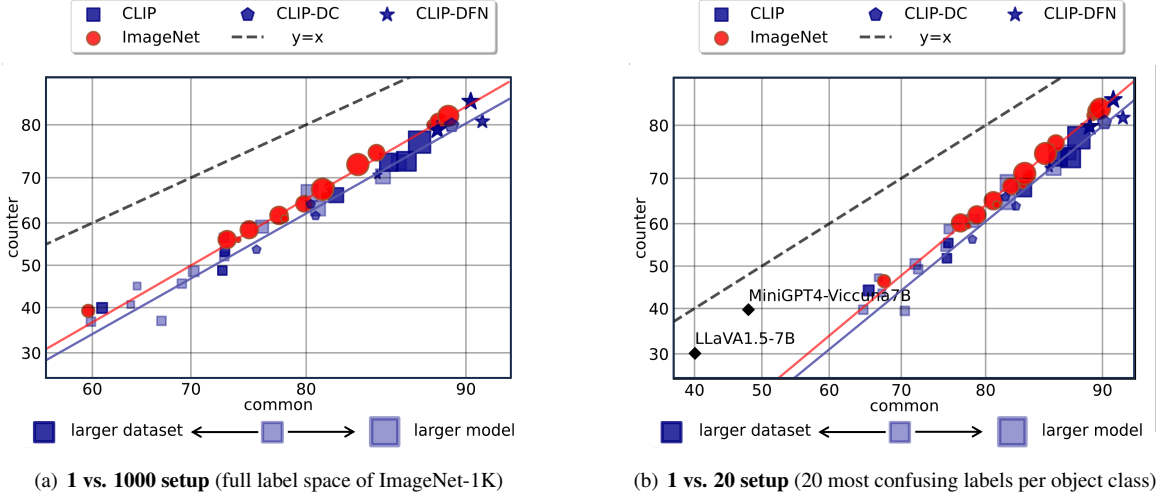 CLIP CLIP-DC CLIP-DFN
ImageNet y=x
80
70
60
50
40
30
counter
60 70 80 90
common
larger dataset larger model
(a) 1 vs. 1000 setup (full label space of ImageNet-1K)
CLIP CLIP-DC CLIP-DFN
ImageNet y=x
80
70
60
50
40
30
counter
MiniGPT4-Viccuna7B
LLaVA1.5-7B
40 50 60 70 80 90
common
larger dataset larger model
(b) 1 vs. 20 setup (20 most confusing labels per object class)